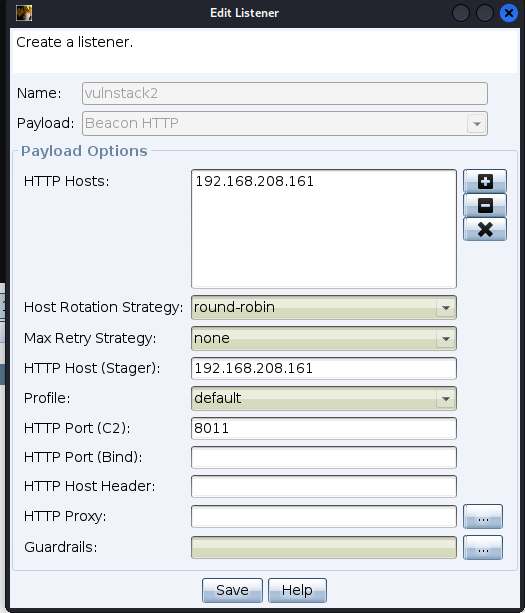 Edit Listener
Create a listener.
Name: vulnstack2
Payload: Beacon HTTP
Payload Options
HTTP Hosts: 192.168.208.161
Host Rotation Strategy: round-robin
Max Retry Strategy: none
HTTP Host (Stager): 192.168.208.161
Profile: default
HTTP Port (C2): 8011
HTTP Port (Bind):
HTTP Host Header:
HTTP Proxy: ...
Guardrails: ...
Save Help